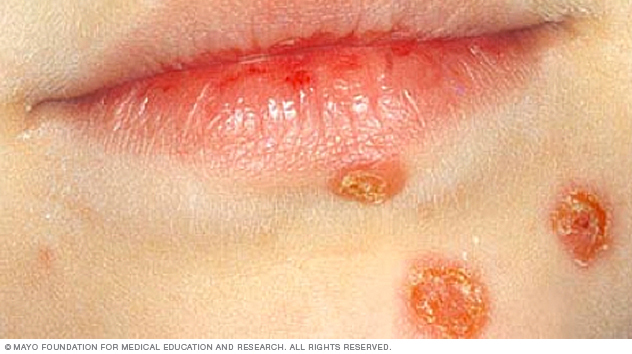 © MAYO FOUNDATION FOR MEDICAL EDUCATION AND RESEARCH. ALL RIGHTS RESERVED.